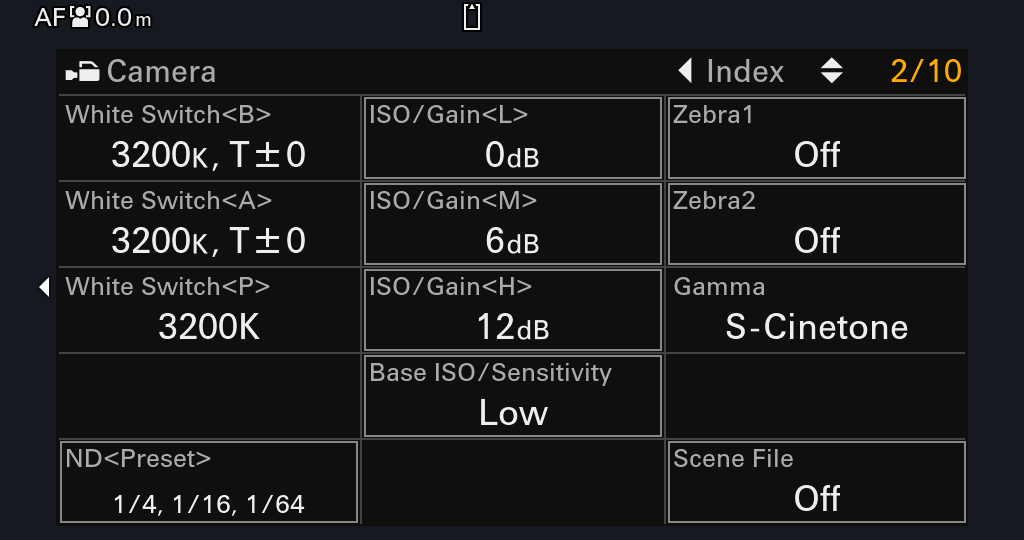 AF 0.0m
Camera Index 2/10
White Switch<B> ISO/Gain<L> Zebra1
3200K, T±0 0dB Off
White Switch<A> ISO/Gain<M> Zebra2
3200K, T±0 6dB Off
White Switch<P> ISO/Gain<H> Gamma
3200K 12dB S-Cinetone
Base ISO/Sensitivity
Low
ND<Preset> Scene File
1/4, 1/16, 1/64 Off